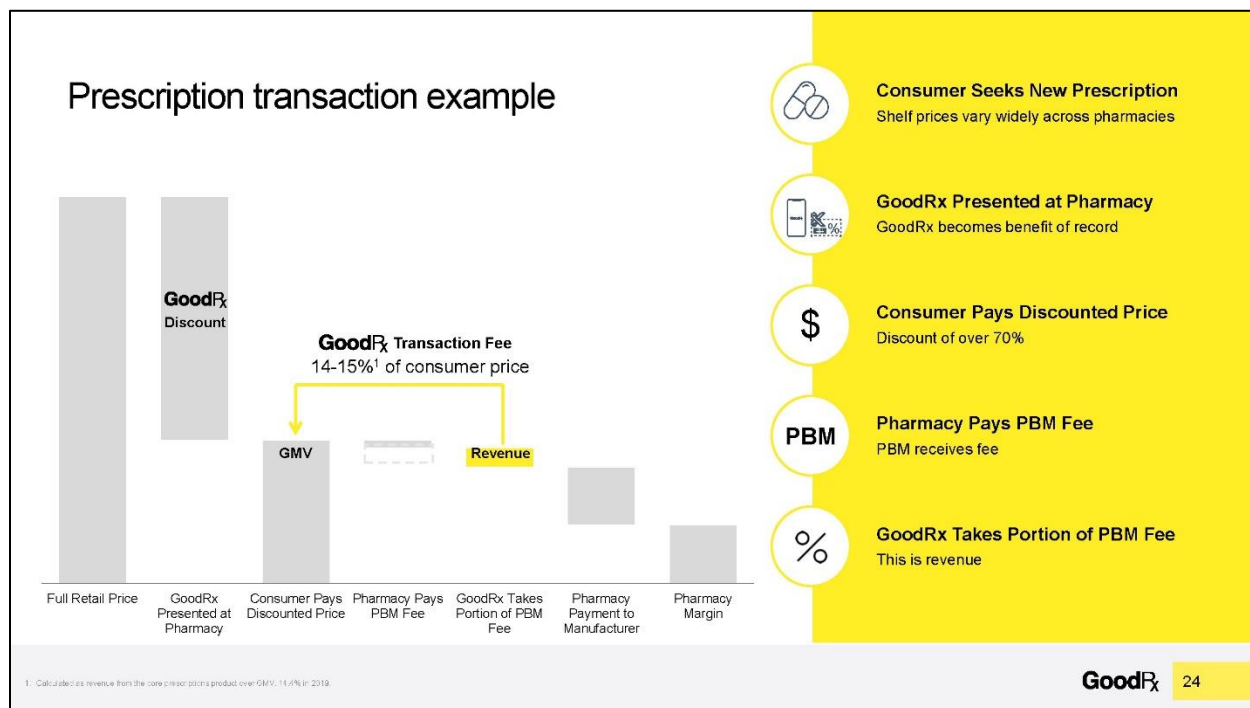 Prescription transaction example
GoodRx
Discount
GoodRx Transaction Fee
14-15%1 of consumer price
GMV
Revenue
Full Retail Price
GoodRx
Presented at
Pharmacy
Consumer Pays
Discounted Price
Pharmacy Pays
PBM Fee
GoodRx Takes
Portion of PBM
Fee
Pharmacy
Payment to
Manufacturer
Pharmacy
Margin
Consumer Seeks New Prescription
Shelf prices vary widely across pharmacies
%
GoodRx Presented at Pharmacy
GoodRx becomes benefit of record
$
Consumer Pays Discounted Price
Discount of over 70%
PBM
Pharmacy Pays PBM Fee
PBM receives fee
%
GoodRx Takes Portion of PBM Fee
This is revenue
1. Calculated as revenue from the core prescriptions product over GMV. 14.4% in 2019.
GoodRx
24